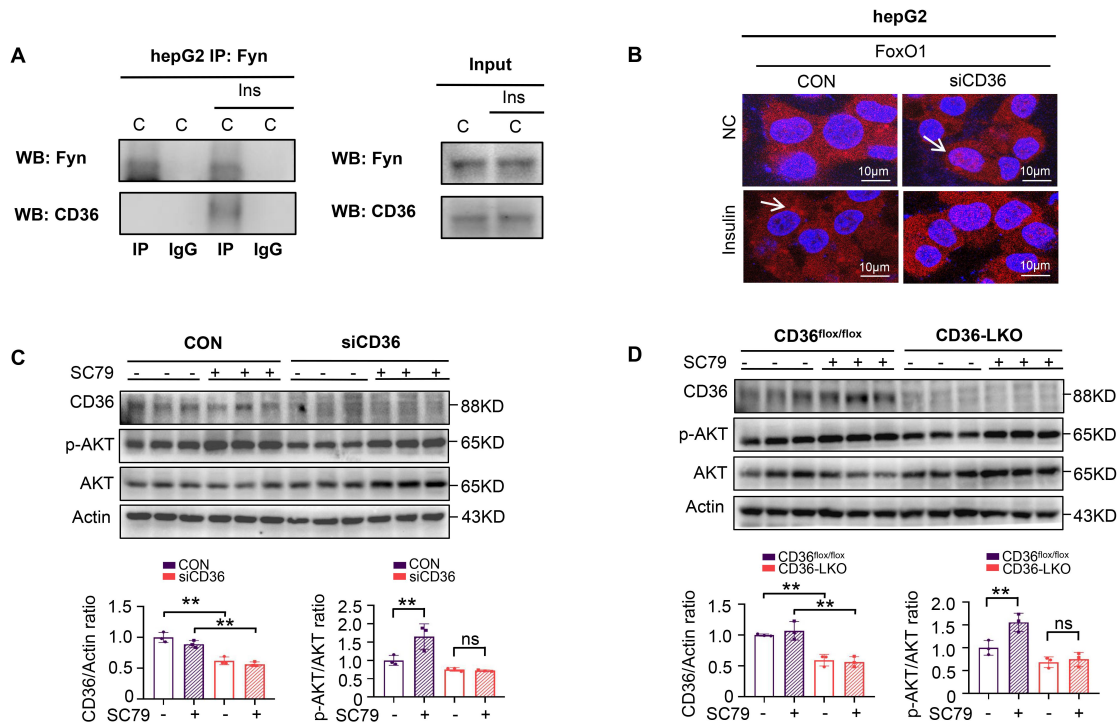 A
hepG2 IP: Fyn
Ins
C C C C
WB: Fyn
WB: CD36
IP IgG IP IgG
Input
Ins
C C
WB: Fyn
WB: CD36
B
hepG2
FoxO1
CON siCD36
NC
10μm 10μm
Insulin
10μm 10μm
C
CON siCD36
SC79 - - - + + + - - - + + +
CD36 88KD
p-AKT 65KD
AKT 65KD
Actin 43KD
CON
siCD36
CD36/Actin ratio
1.5
1.0
0.5
0
**
**
SC79 - + - +
CON
siCD36
p-AKT/AKT ratio
2.5
2.0
1.5
1.0
0.5
0
**
ns
SC79 - + - +
D
CD36flox/flox CD36-LKO
SC79 - - - + + + - - - + + +
CD36 88KD
p-AKT 65KD
AKT 65KD
Actin 43KD
CD36flox/flox
CD36-LKO
CD36/Actin ratio
1.5
1.0
0.5
0
**
**
SC79 - + - +
CD36flox/flox
CD36-LKO
p-AKT/AKT ratio
2.0
1.5
1.0
0.5
0
**
ns
SC79 - + - +